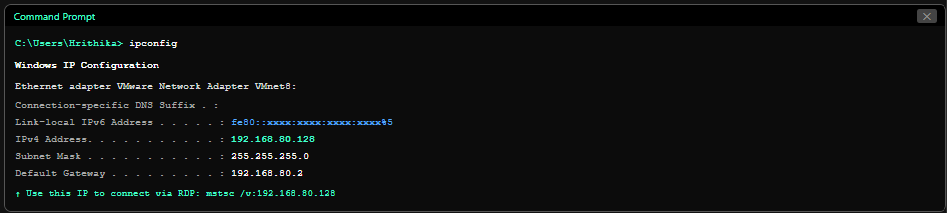 Command Prompt
C:\Users\Hrithika> ipconfig
Windows IP Configuration
Ethernet adapter VMware Network Adapter VMnet8:
Connection-specific DNS Suffix . :
Link-local IPv6 Address . . . . . : fe80::xxxx:xxxx:xxxx:xxxx%5
IPv4 Address. . . . . . . . . . . : 192.168.80.128
Subnet Mask . . . . . . . . . . . : 255.255.255.0
Default Gateway . . . . . . . . . : 192.168.80.2
↑ Use this IP to connect via RDP: mstsc /v:192.168.80.128